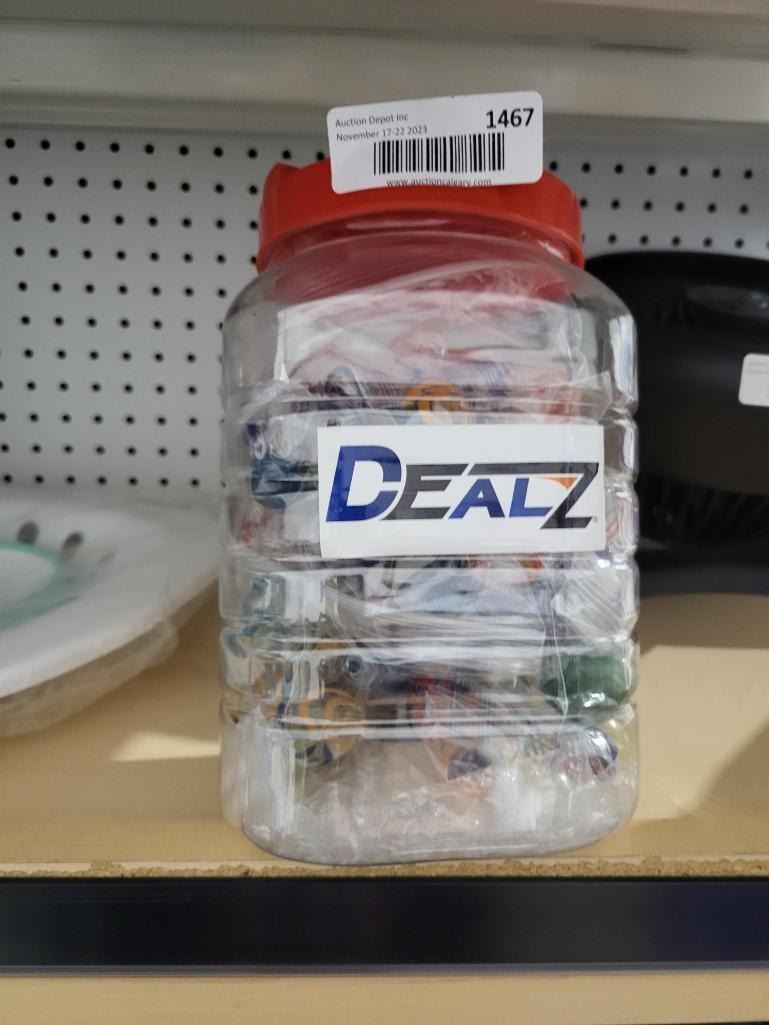 Auction Depot Inc
1467
November 17-22 2023
www.auctioncalgary.com
DEALZ